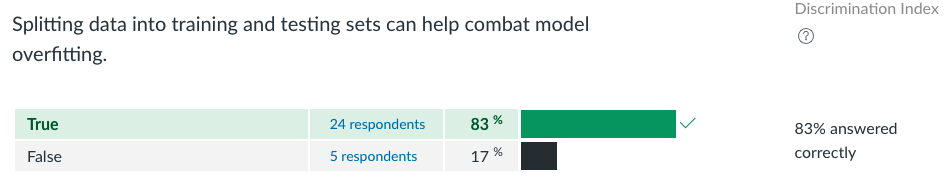 Discrimination Index
Splitting data into training and testing sets can help combat model
overfitting.
?
True 24 respondents 83 %
83% answered
correctly
False 5 respondents 17 %